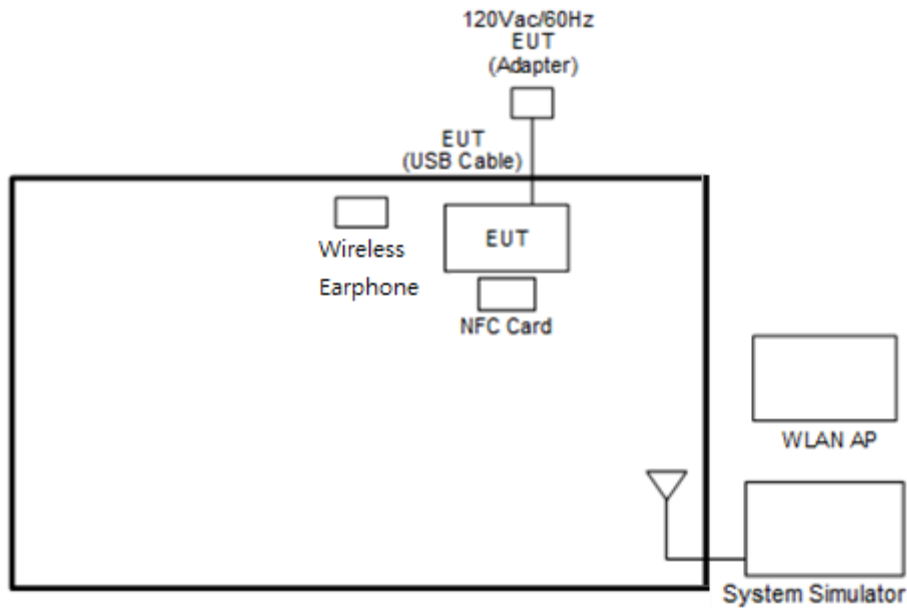 120Vac/60Hz
EUT
(Adapter)
EUT
(USB Cable)
EUT
Wireless
Earphone
NFC Card
WLAN AP
System Simulator